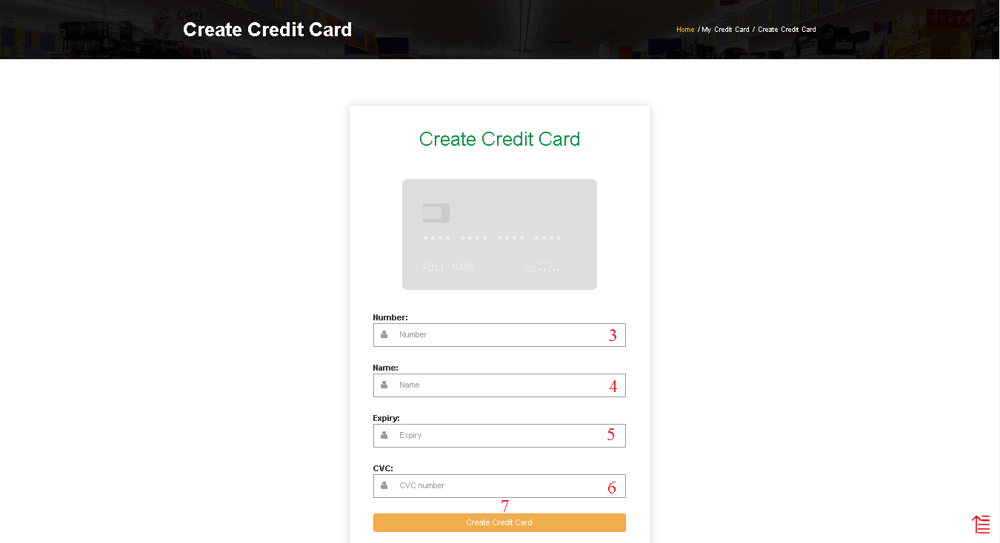 Cien
Create Credit Card
Home / My Credit Card / Create Credit Card
Create Credit Card
•••• •••• •••• ••••
FULL NAME
••/••
Number:
Number
3
Name:
Name
4
Expiry:
Expiry
5
CVC:
CVC number
6
7
Create Credit Card